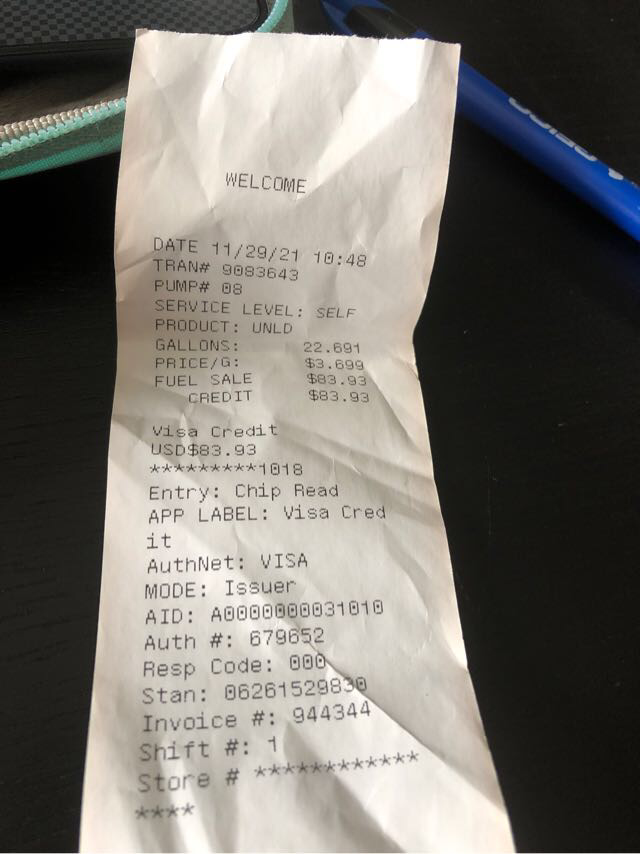 WELCOME
DATE 11/29/21 10:48
TRAN# 9083643
PUMP# 08
SERVICE LEVEL: SELF
PRODUCT: UNLD
GALLONS: 22.691
PRICE/G: $3.699
FUEL SALE $83.93
CREDIT $83.93
Visa Credit
USD$83.93
*********1018
Entry: Chip Read
APP LABEL: Visa Cred
it
AuthNet: VISA
MODE: Issuer
AID: A0000000031010
Auth #: 679652
Resp Code: 000
Stan: 06261529830
Invoice #: 944344
Shift #: 1
Store # ************
****